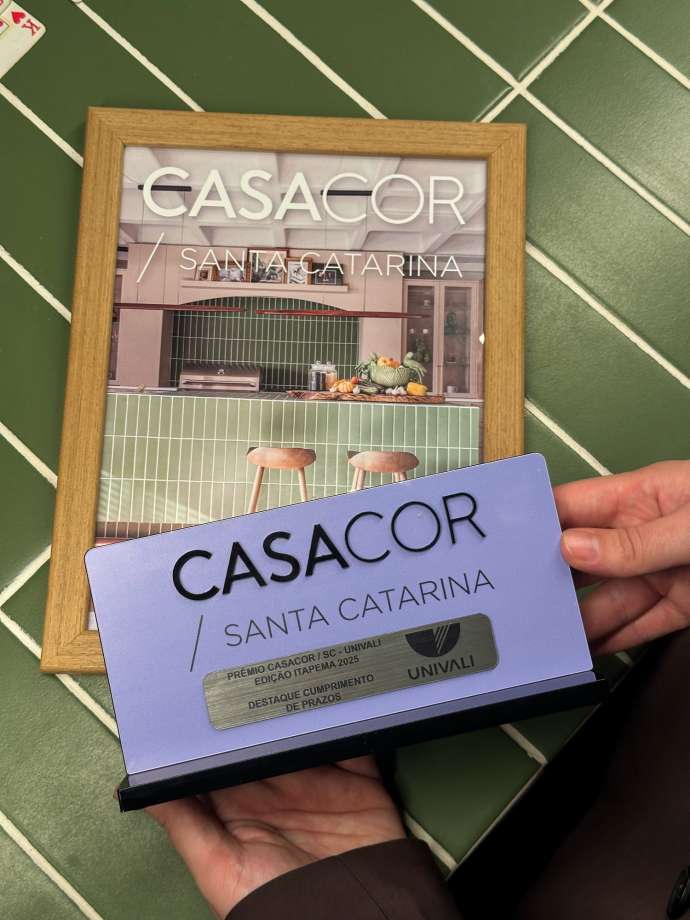 K
CASACOR
/ SANTA CATARINA
CASACOR
/ SANTA CATARINA
PRÊMIO CASACOR / SC - UNIVALI
EDIÇÃO ITAPEMA 2025
DESTAQUE CUMPRIMENTO
DE PRAZOS
UNIVALI